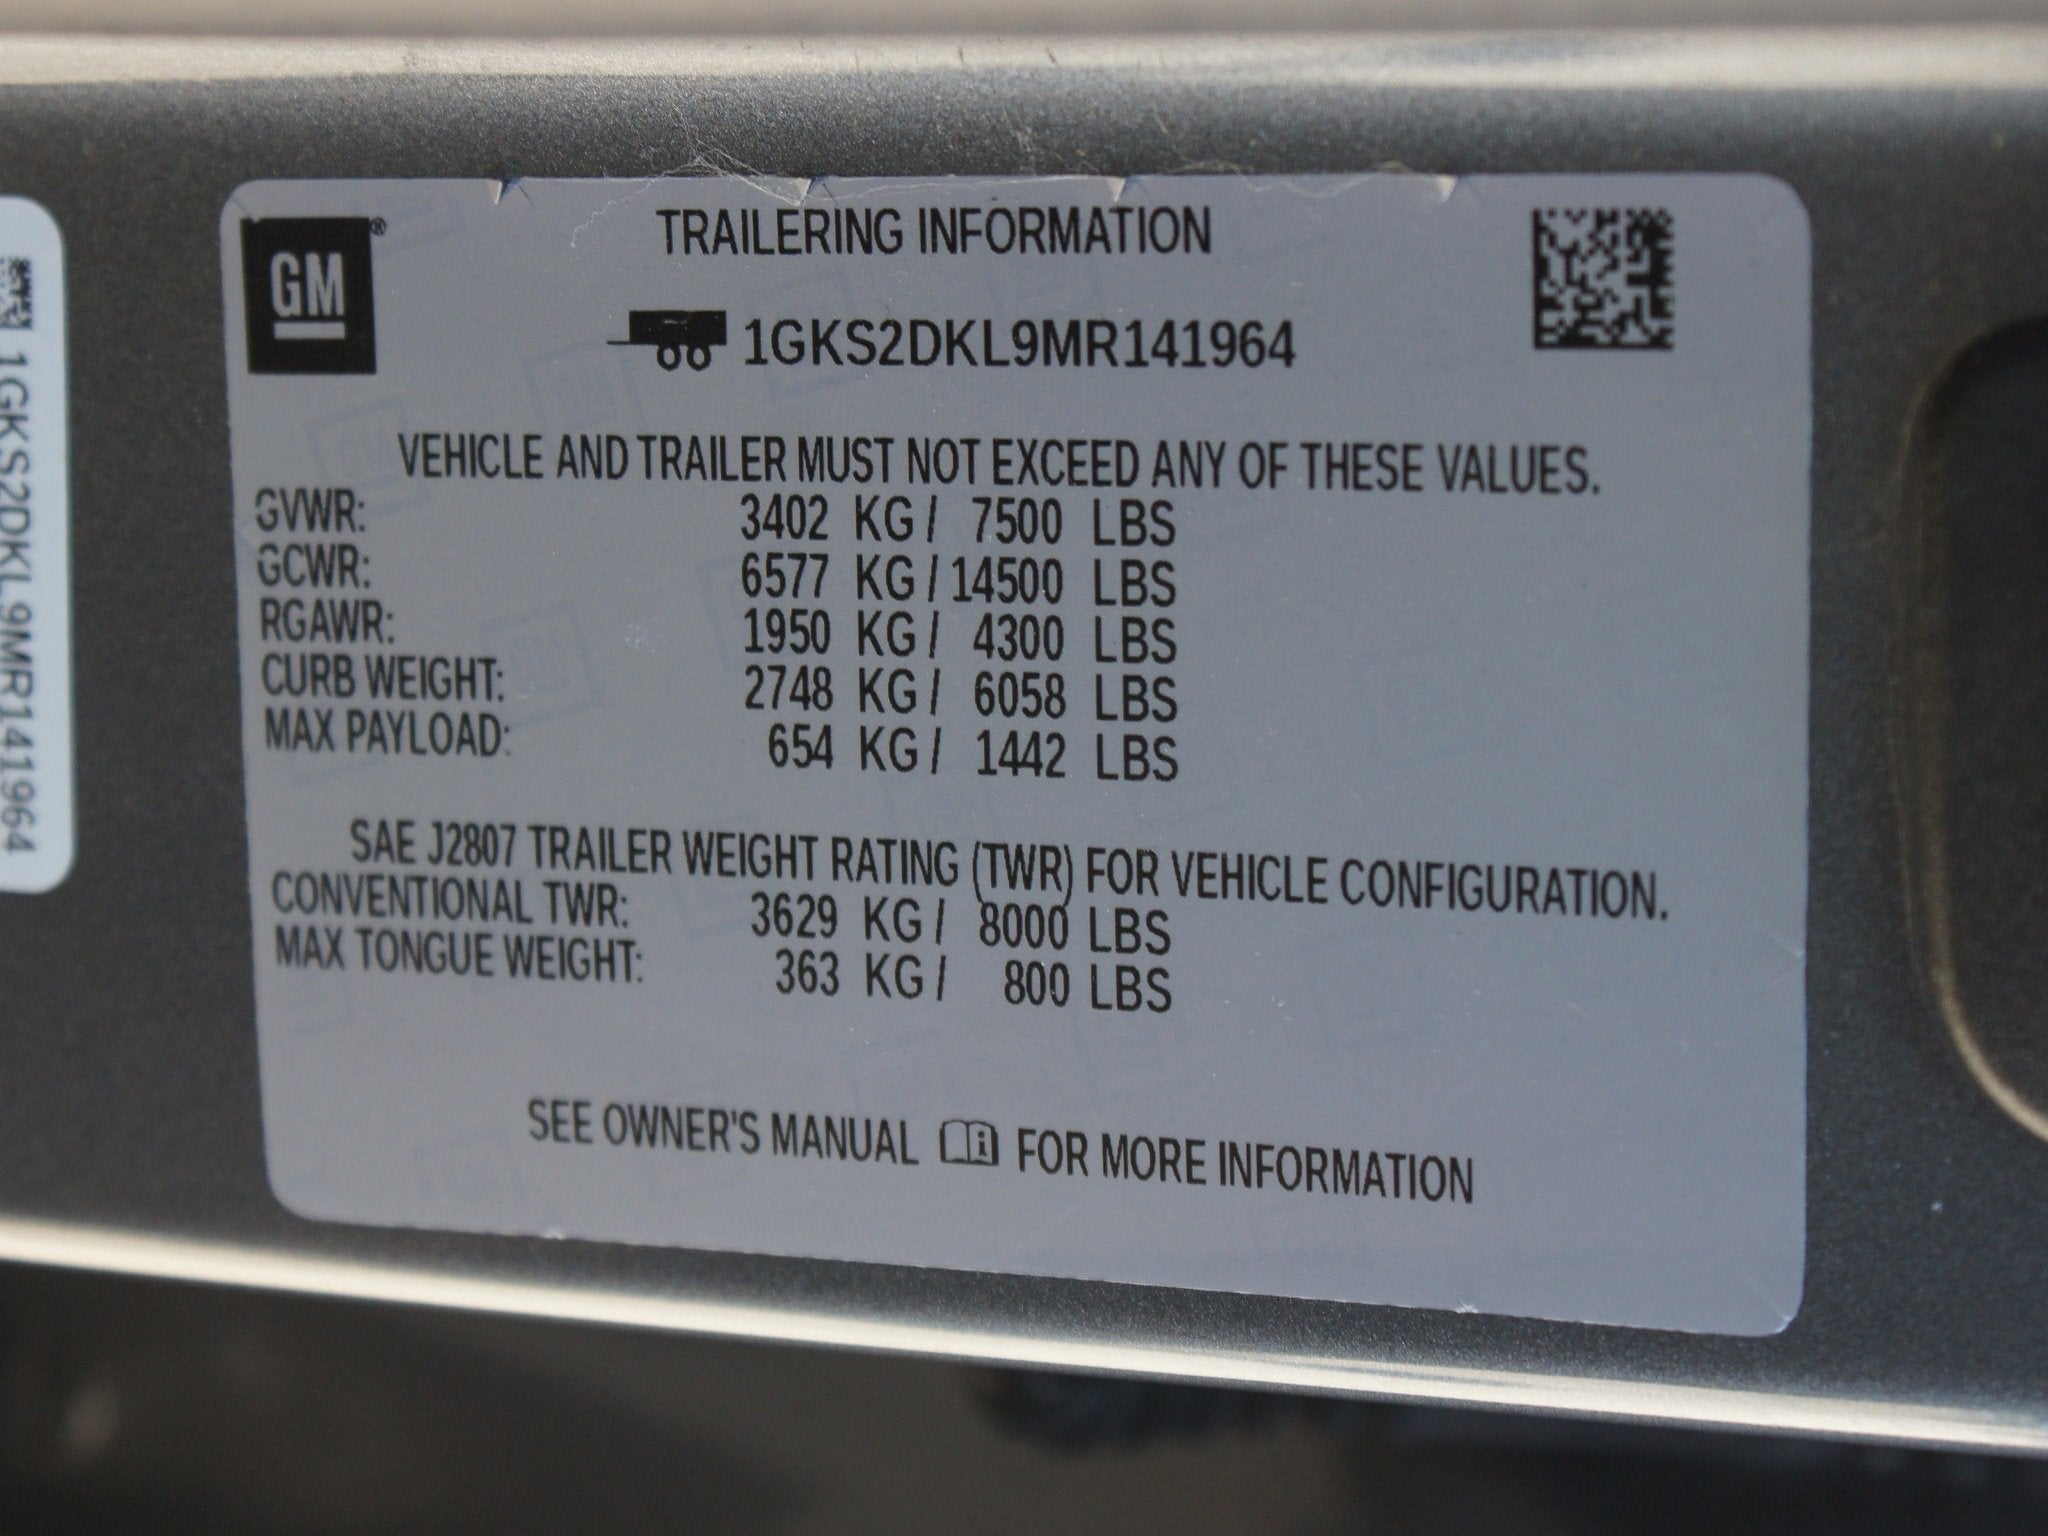 GM ®
TRAILERING INFORMATION
1GKS2DKL9MR141964
VEHICLE AND TRAILER MUST NOT EXCEED ANY OF THESE VALUES.
GVWR: 3402 KG / 7500 LBS
GCWR: 6577 KG / 14500 LBS
RGAWR: 1950 KG / 4300 LBS
CURB WEIGHT: 2748 KG / 6058 LBS
MAX PAYLOAD: 654 KG / 1442 LBS
SAE J2807 TRAILER WEIGHT RATING (TWR) FOR VEHICLE CONFIGURATION.
CONVENTIONAL TWR: 3629 KG / 8000 LBS
MAX TONGUE WEIGHT: 363 KG / 800 LBS
SEE OWNER'S MANUAL i FOR MORE INFORMATION
1GKS2DKL9MR141964